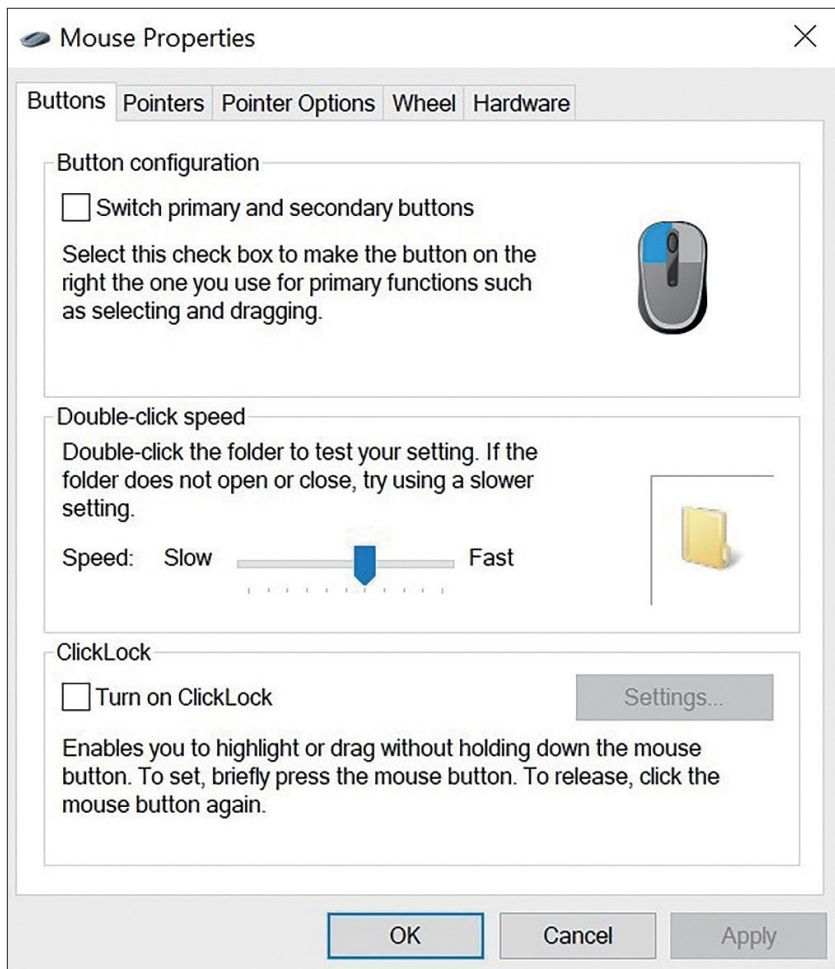 Mouse Properties
Buttons Pointers Pointer Options Wheel Hardware
Button configuration
Switch primary and secondary buttons
Select this check box to make the button on the
right the one you use for primary functions such
as selecting and dragging.
Double-click speed
Double-click the folder to test your setting. If the
folder does not open or close, try using a slower
setting.
Speed: Slow Fast
ClickLock
Turn on ClickLock Settings...
Enables you to highlight or drag without holding down the mouse
button. To set, briefly press the mouse button. To release, click the
mouse button again.
OK Cancel Apply